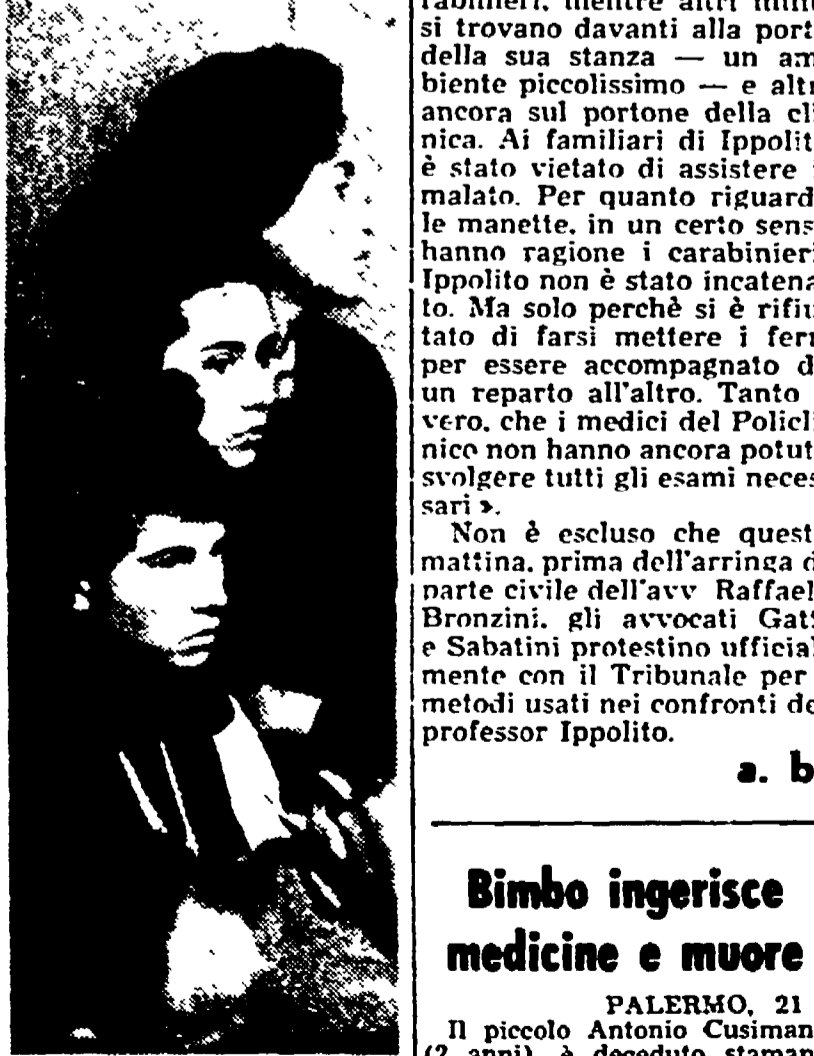 rabinieri, mentre altri milit
si trovano davanti alla port
della sua stanza — un am
biente piccolissimo — e altr
ancora sul portone della cli
nica. Ai familiari di Ippolit
è stato vietato di assistere i
malato. Per quanto riguard
le manette, in un certo sens
hanno ragione i carabinieri
Ippolito non è stato incatena
to. Ma solo perchè si è rifiu
tato di farsi mettere i ferr
per essere accompagnato d
un reparto all'altro. Tanto
vero, che i medici del Policli
nico non hanno ancora potut
svolgere tutti gli esami neces
sari ».
Non è escluso che quest
mattina, prima dell'arringa d
parte civile dell'avv Raffael
Bronzini, gli avvocati Gatt
e Sabatini protestino ufficial
mente con il Tribunale per
metodi usati nei confronti de
professor Ippolito.
a. b
Bimbo ingerisce
medicine e muore
PALERMO, 21
Il piccolo Antonio Cusiman
(2 anni), è deceduto staman